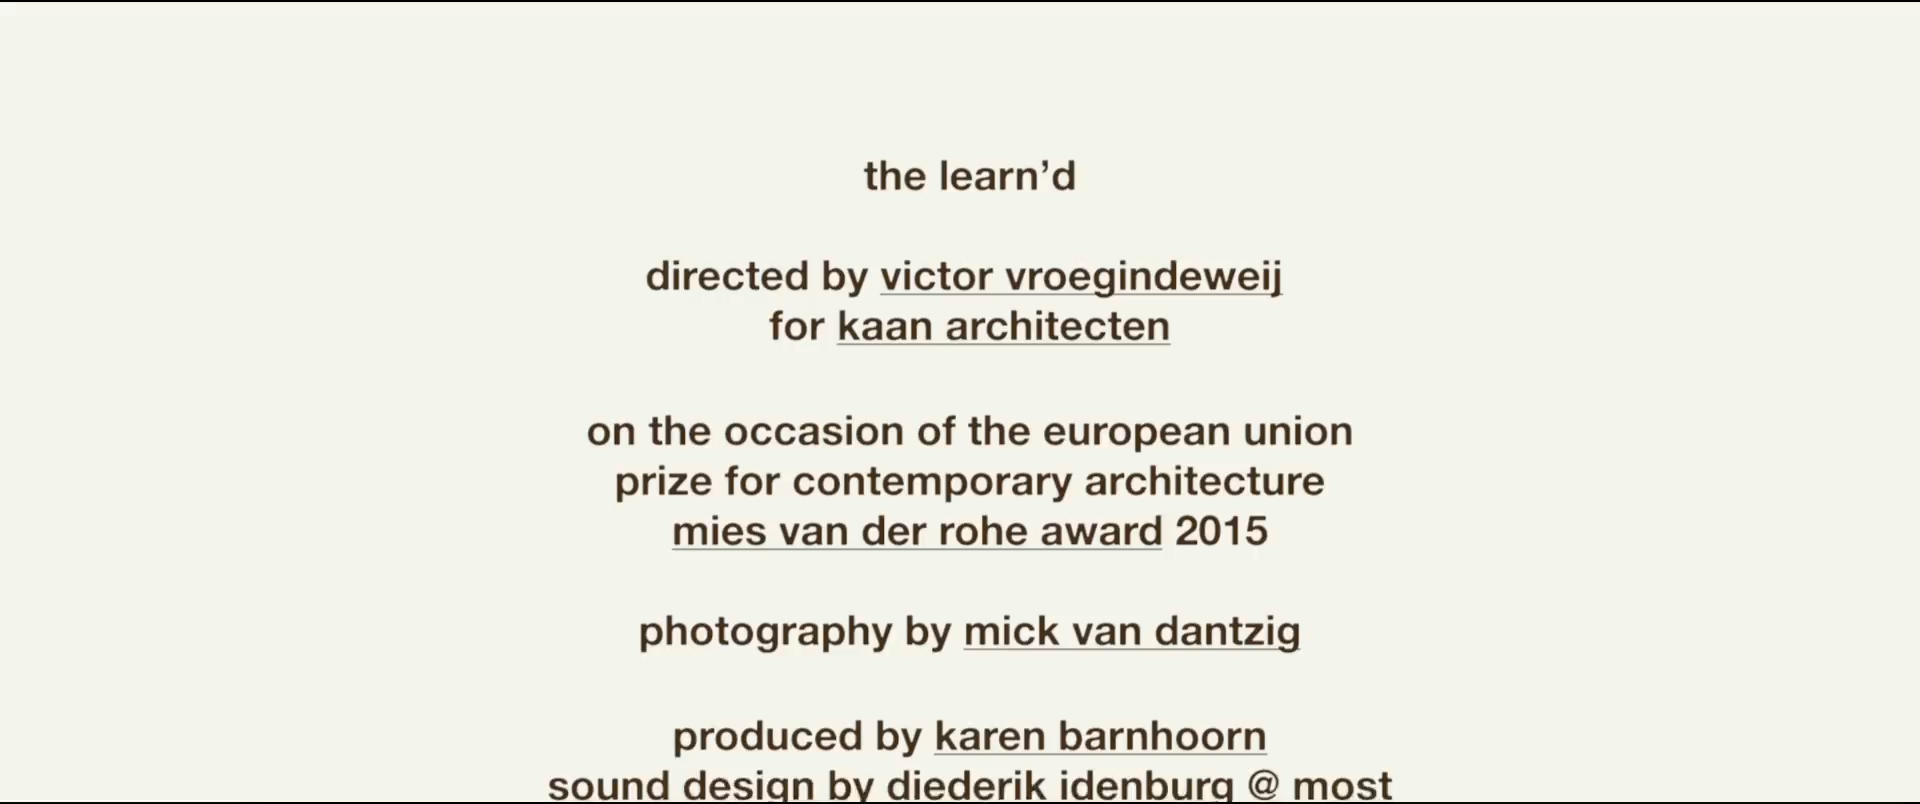 the learn’d
directed by victor vroegindeweij
for kaan architecten
on the occasion of the european union
prize for contemporary architecture
mies van der rohe award 2015
photography by mick van dantzig
produced by karen barnhoorn
sound design by diederik idenburg @ most